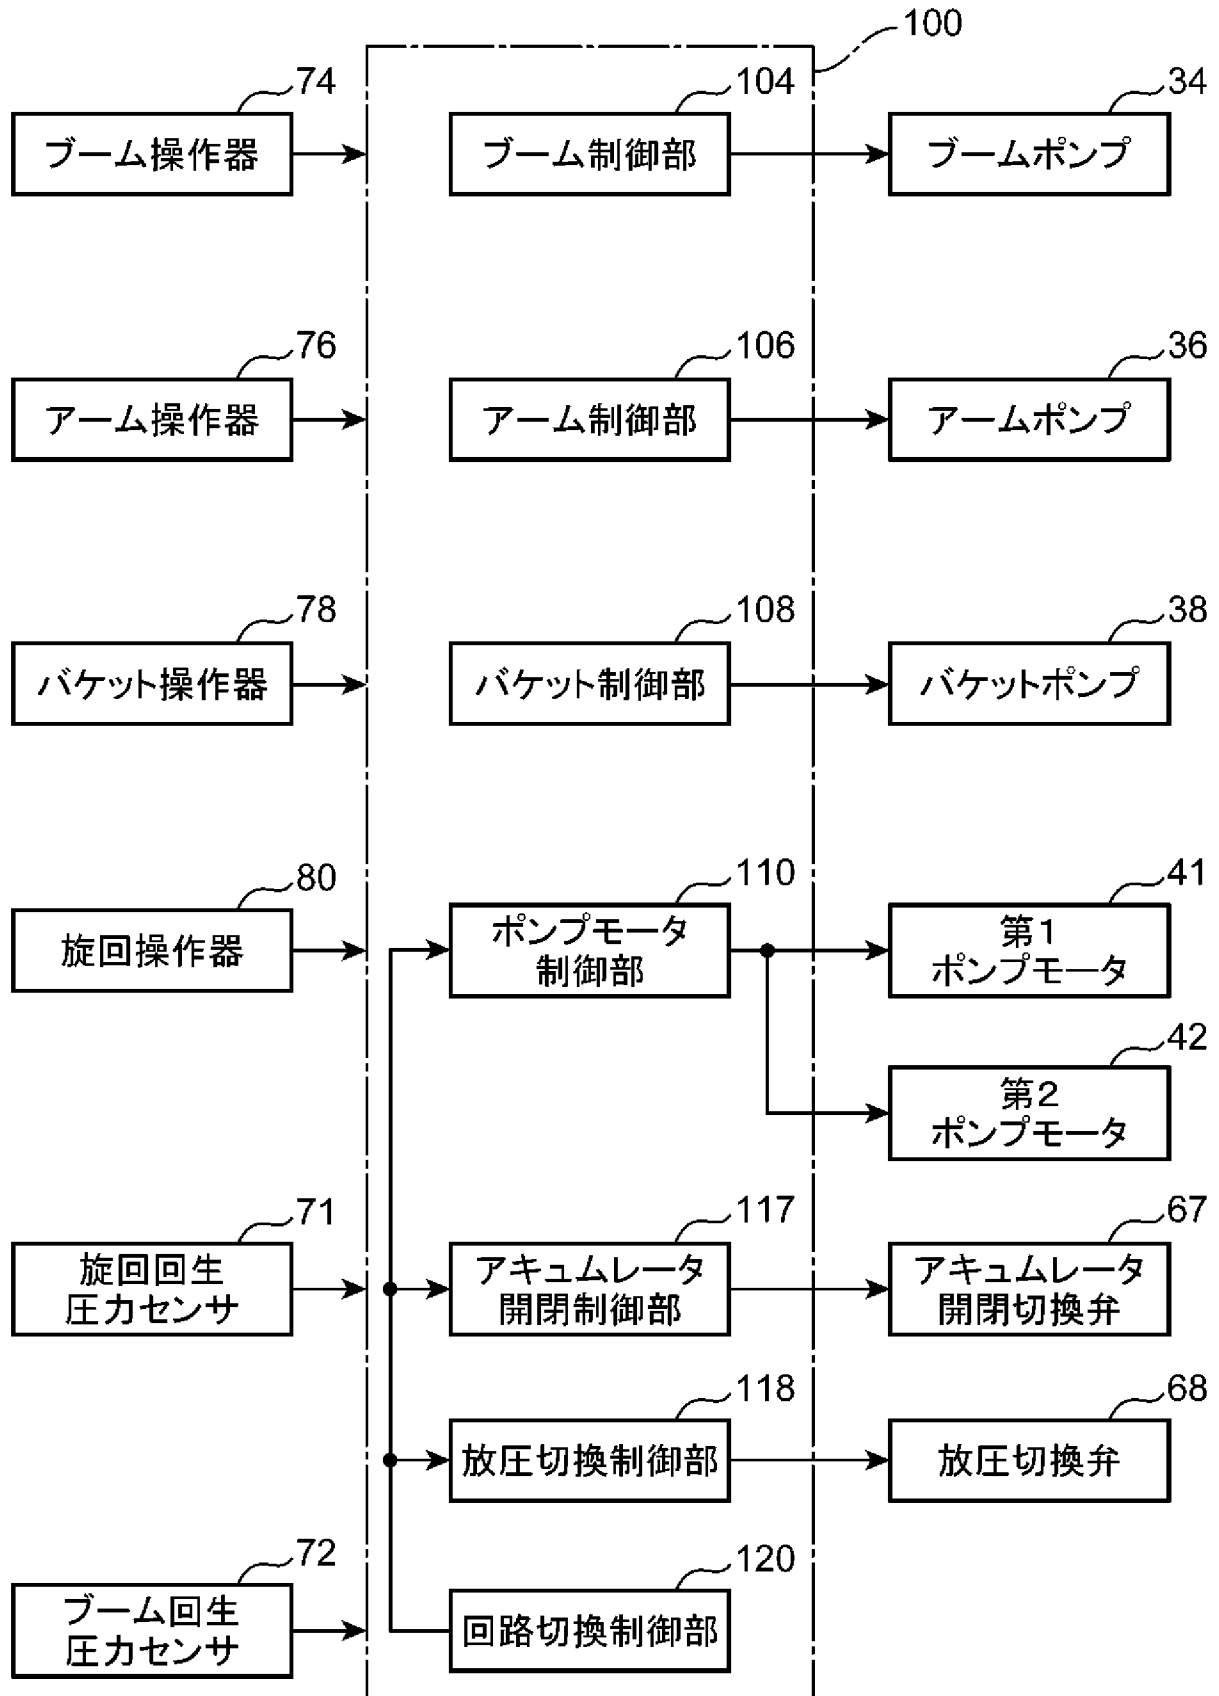 100
74
ブーム操作器
104
ブーム制御部
34
ブームポンプ
76
アーム操作器
106
アーム制御部
36
アームポンプ
78
バケット操作器
108
バケット制御部
38
バケットポンプ
80
旋回操作器
110
ポンプモータ
制御部
41
第1
ポンプモータ
42
第2
ポンプモータ
71
旋回回生
圧力センサ
117
アキュムレータ
開閉制御部
67
アキュムレータ
開閉切換弁
118
放圧切換制御部
68
放圧切換弁
72
ブーム回生
圧力センサ
120
回路切換制御部